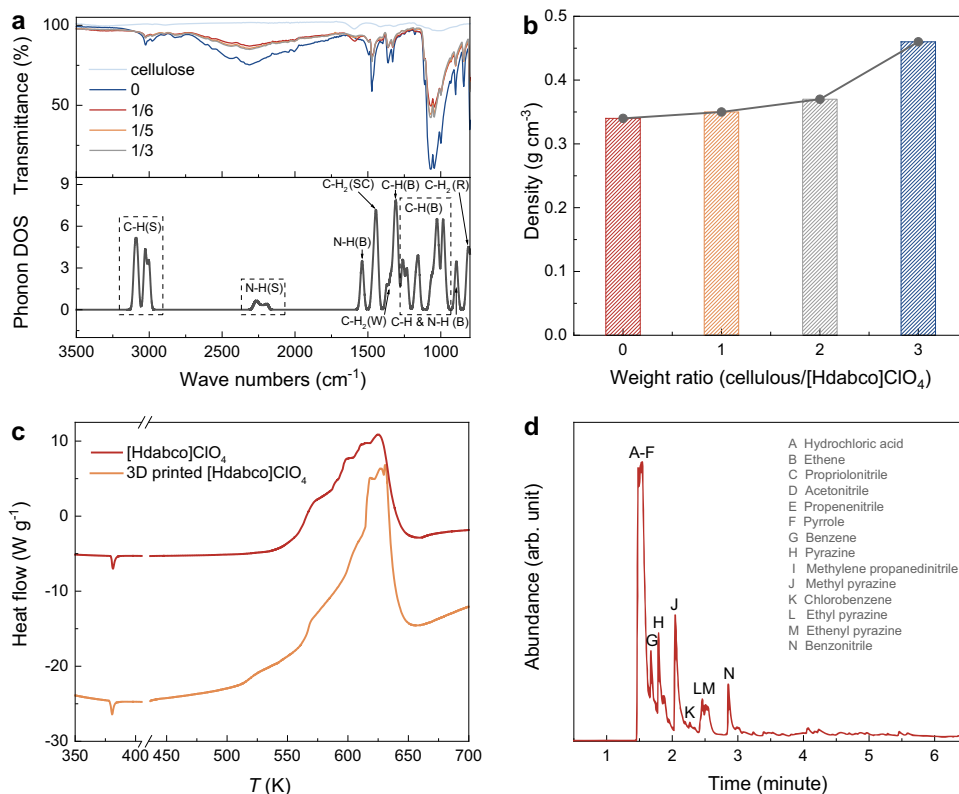 a
Transmittance (%)
100
50
cellulose
0
1/6
1/5
1/3
Phonon DOS
9
6
3
0
C-H(S)
N-H(S)
C-H₂(SC)
C-H(B)
C-H₂(R)
C-H(B)
N-H(B)
C-H₂(W)
C-H & N-H (B)
3500 3000 2500 2000 1500 1000
Wave numbers (cm⁻¹)
b
Density (g cm⁻³)
0.5
0.4
0.3
0.2
0.1
0.0
0 1 2 3
Weight ratio (cellulous/[Hdabco]ClO₄)
c
Heat flow (W g⁻¹)
10
0
-10
-20
-30
[Hdabco]ClO₄
3D printed [Hdabco]ClO₄
350 400 450 500 550 600 650 700
T (K)
d
Abundance (arb. unit)
A-F
G
H
J
K
LM
N
A Hydrochloric acid
B Ethene
C Propriolonitrile
D Acetonitrile
E Propenenitrile
F Pyrrole
G Benzene
H Pyrazine
I Methylene propanedinitrile
J Methyl pyrazine
K Chlorobenzene
L Ethyl pyrazine
M Ethenyl pyrazine
N Benzonitrile
1 2 3 4 5 6
Time (minute)